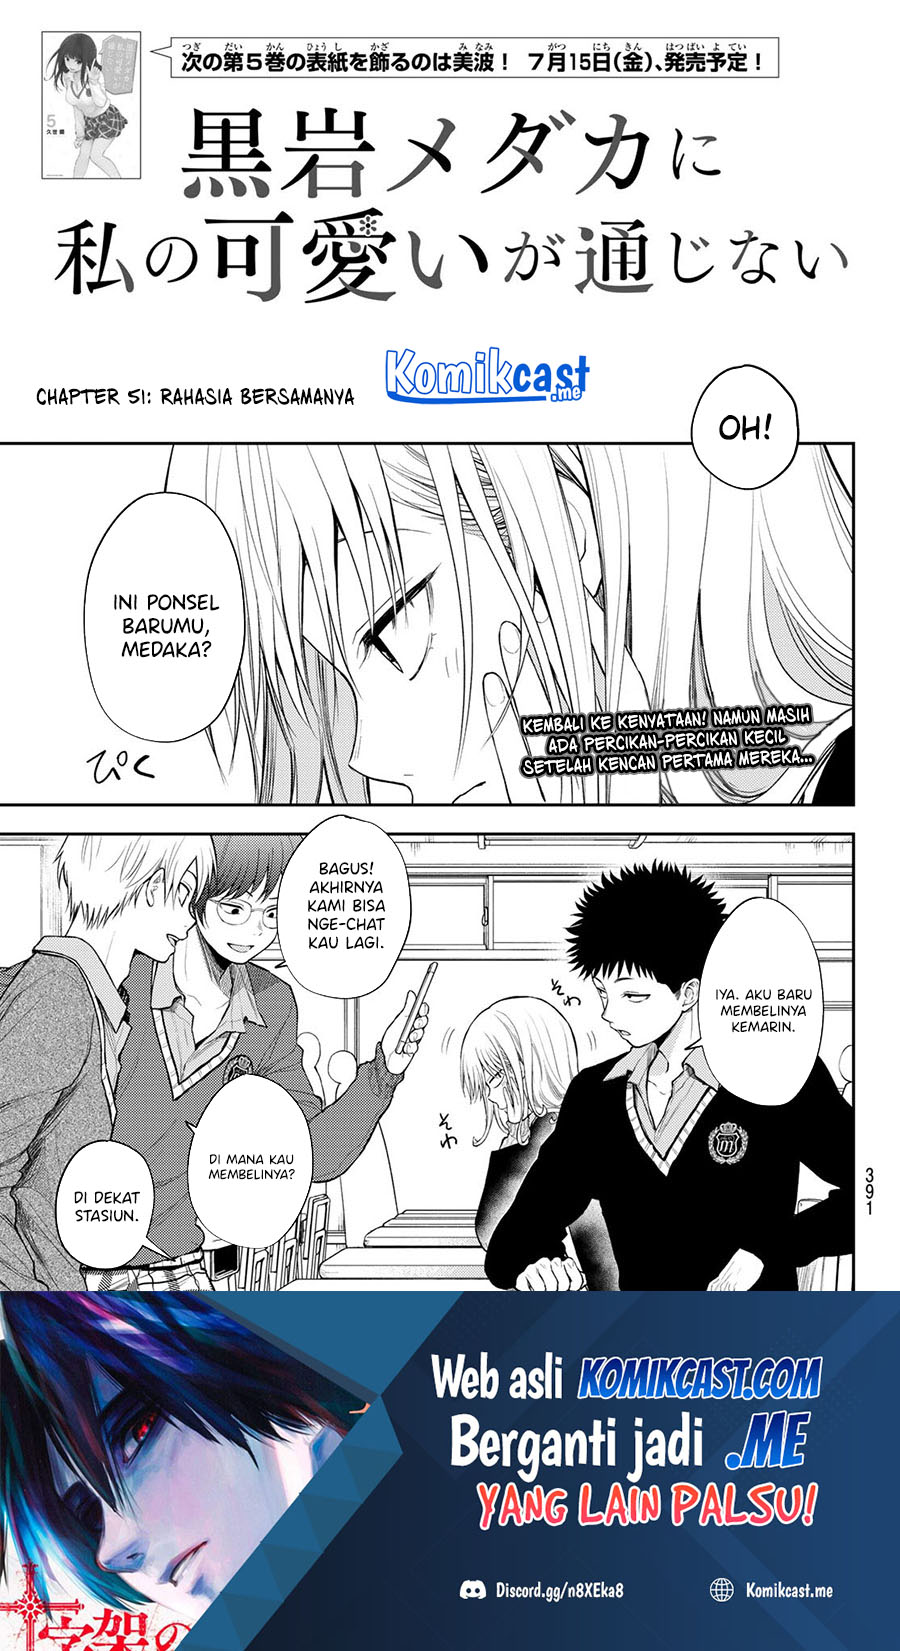 次の第5巻の表紙を飾るのは美波! 7月15日(金)、発売予定!
5
久世蘭
黒岩メダカに
私の可愛いが通じない
CHAPTER 51: RAHASIA BERSAMANYA
Komikcast
.me
OH!
INI PONSEL
BARUMU,
MEDAKA?
KEMBALI KE KENYATAAN! NAMUN MASIH
ADA PERCIKAN-PERCIKAN KECIL
SETELAH KENCAN PERTAMA MEREKA...
ぴく
BAGUS!
AKHIRNYA
KAMI BISA
NGE-CHAT
KAU LAGI.
IYA. AKU BARU
MEMBELINYA
KEMARIN.
そわ
そわ
DI MANA KAU
MEMBELINYA?
DI DEKAT
STASIUN.
391
Web asli KOMIKCAST.COM
Berganti jadi .ME
YANG LAIN PALSU!
Discord.gg/n8XEka8
Komikcast.me
字架の